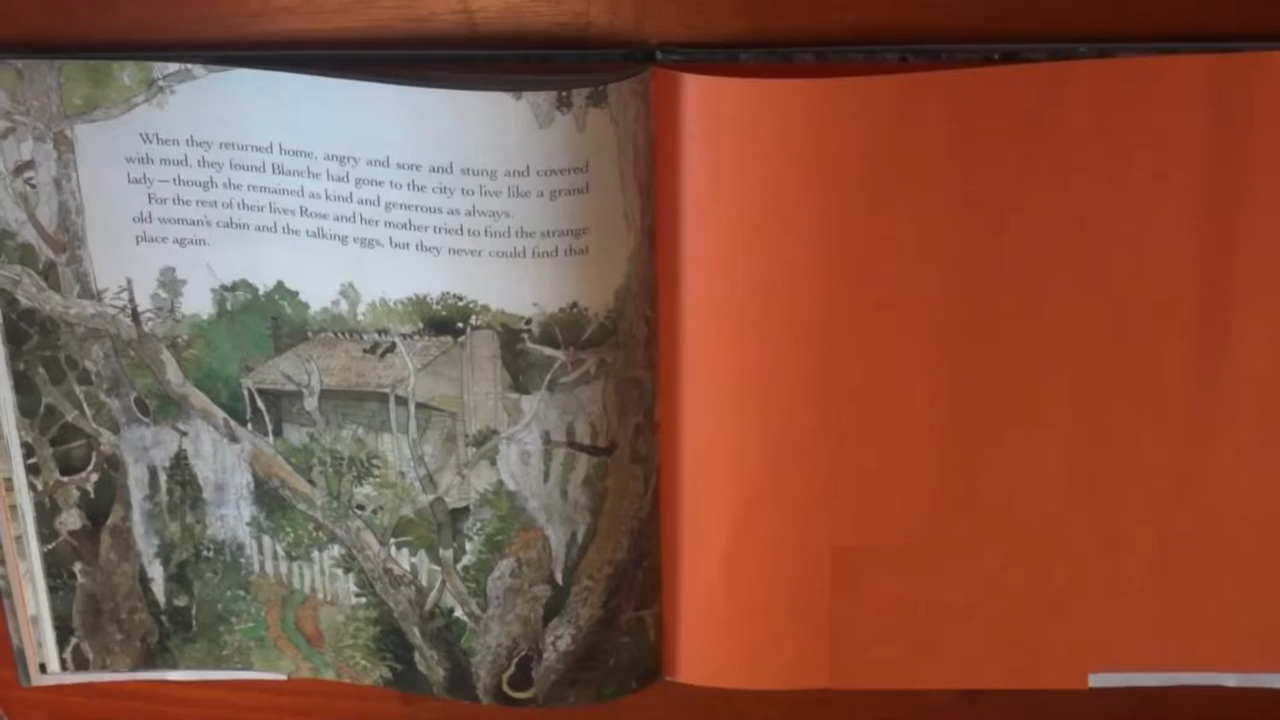 When they returned home, angry and sore and stung and covered
with mud, they found Blanche had gone to the city to live like a grand
lady — though she remained as kind and generous as always.
For the rest of their lives Rose and her mother tried to find the strange
old woman's cabin and the talking eggs, but they never could find that
place again.